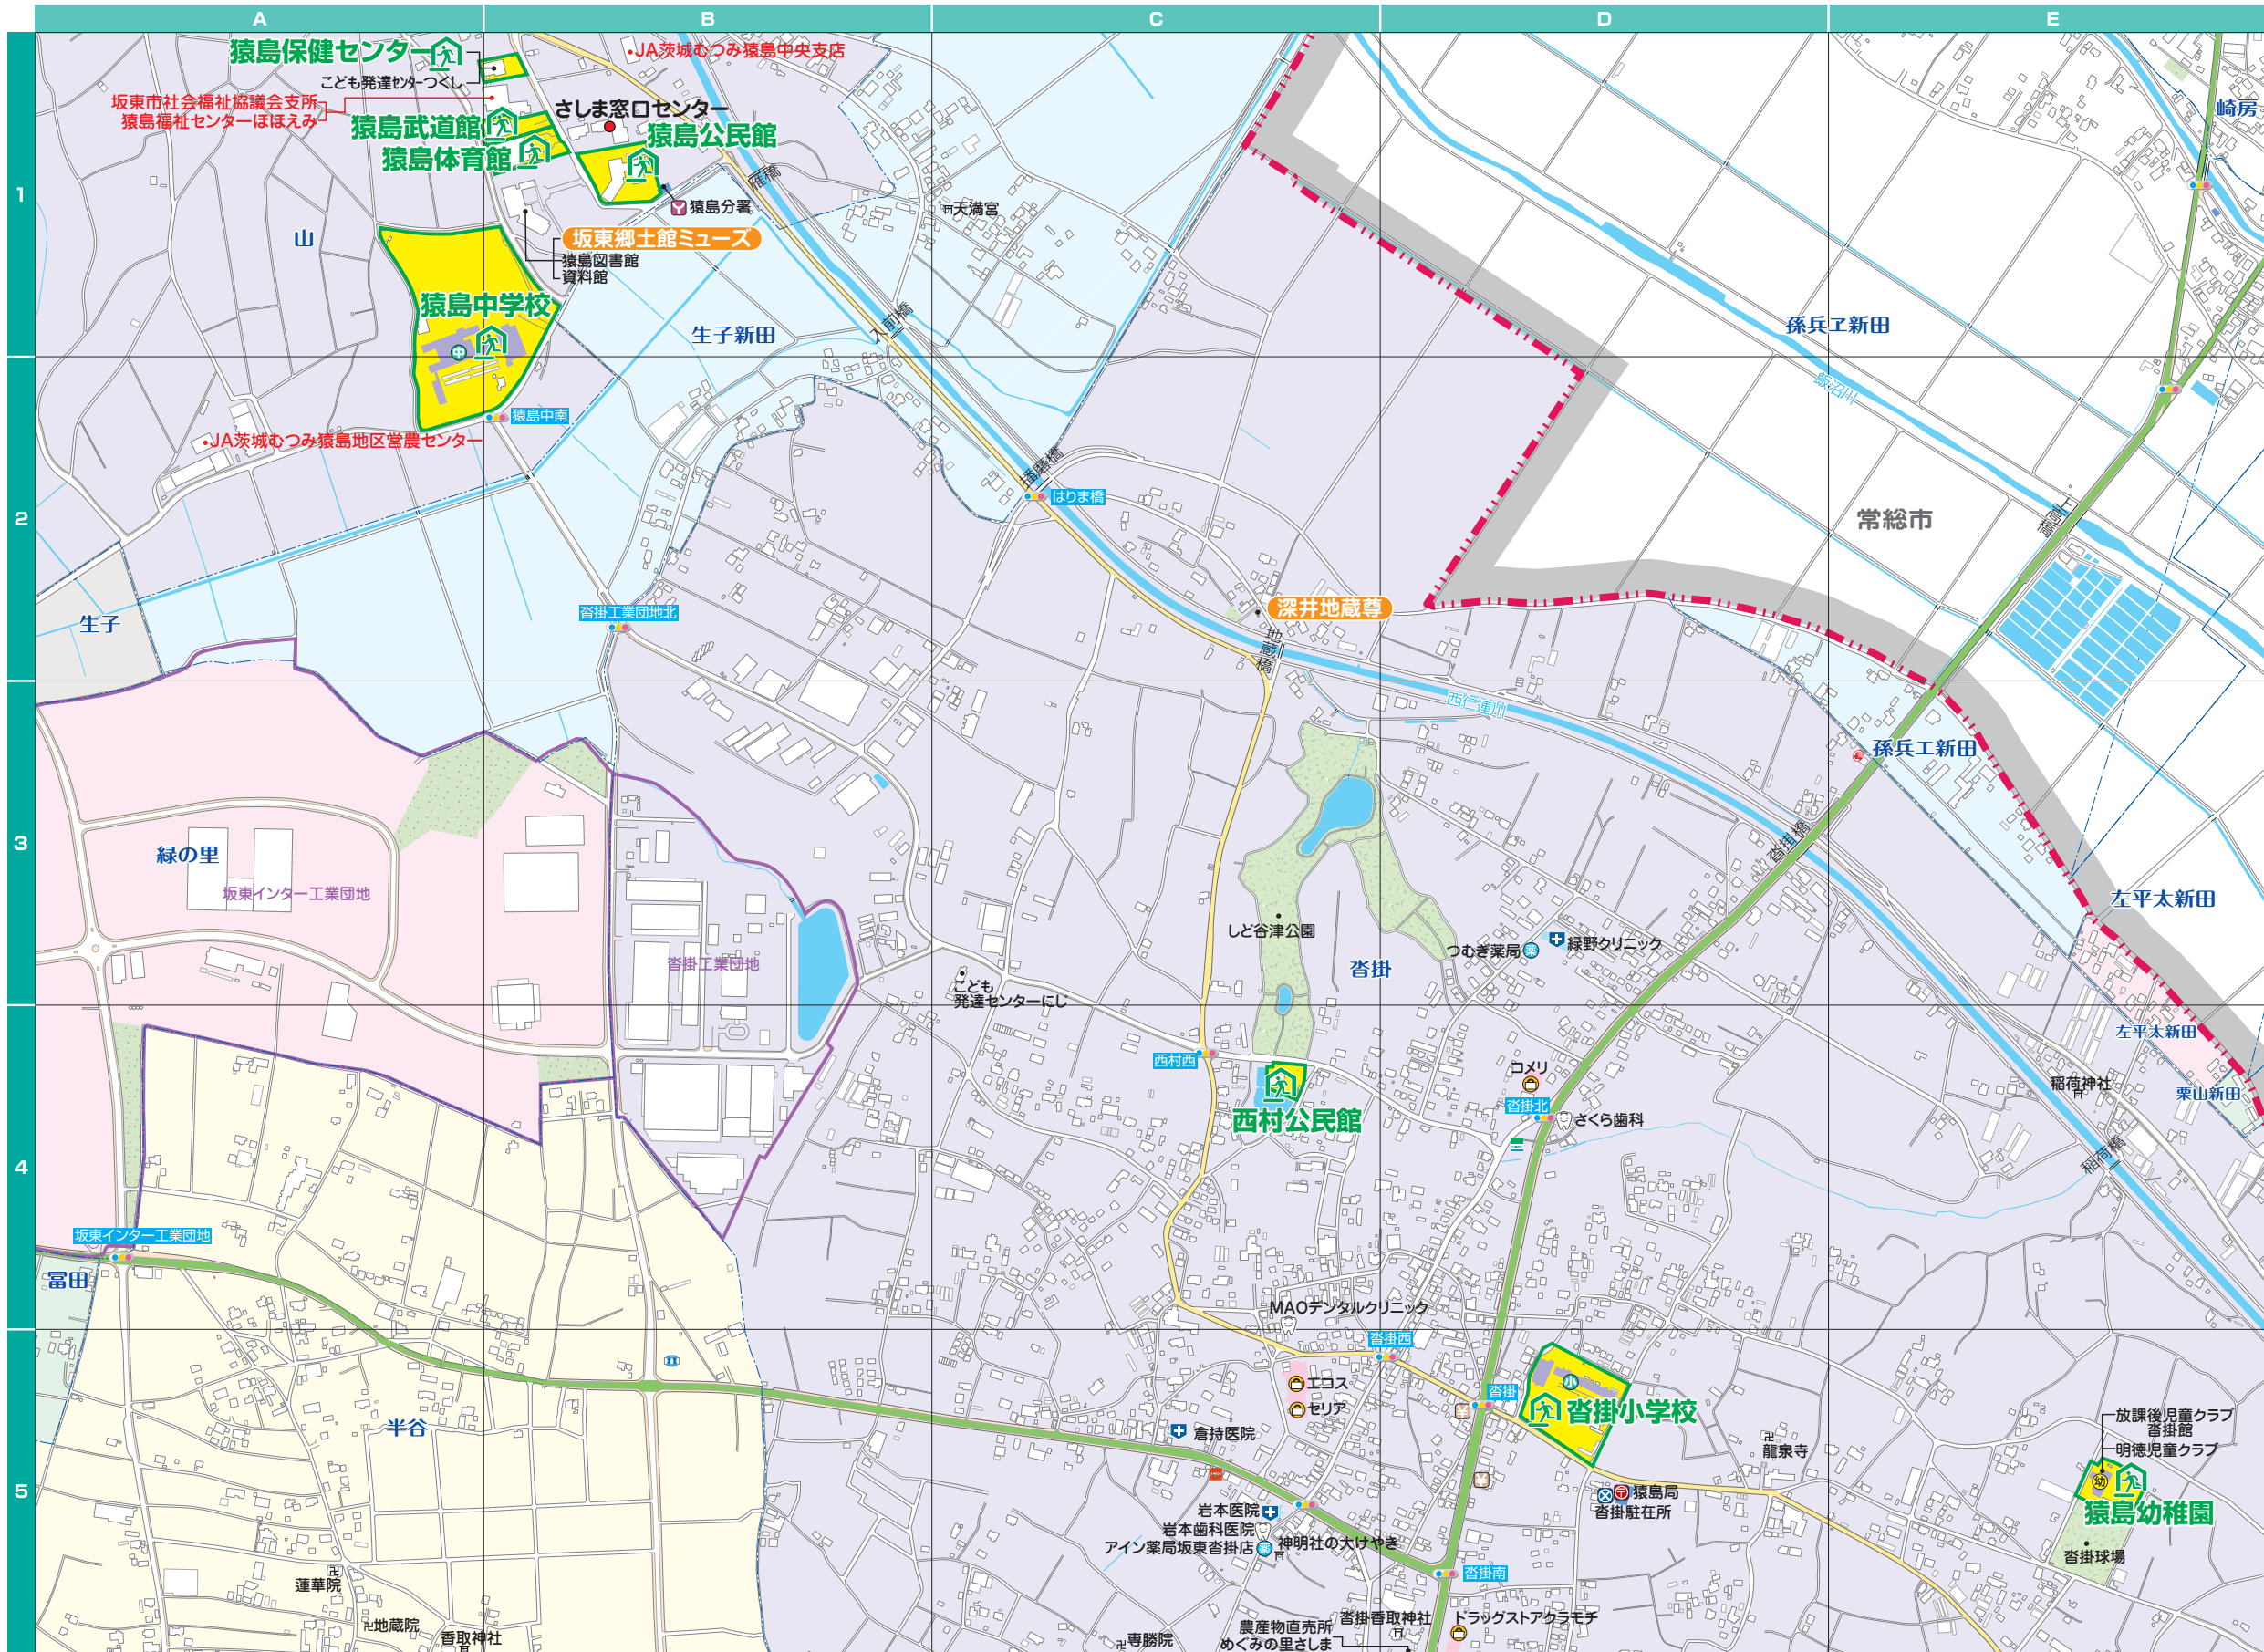 A
B
C
D
E
1
2
3
4
5
猿島保健センター
こども発達センターつくし
坂東市社会福祉協議会支所
猿島福祉センターほほえみ
猿島武道館
猿島体育館
JA茨城むつみ猿島中央支店
さしま窓口センター
猿島公民館
猿島分署
雁橋
天満宮
坂東郷土館ミューズ
猿島図書館
資料館
山
猿島中学校
中
生子新田
入前橋
孫兵ヱ新田
崎房
飯沼川
猿島中南
JA茨城むつみ猿島地区営農センター
播磨橋
はりま橋
常総市
上宮橋
生子
沓掛工業団地北
深井地蔵尊
地蔵橋
西仁連川
孫兵工新田
沓掛橋
緑の里
坂東インター工業団地
沓掛工業団地
左平太新田
しど谷津公園
つむぎ薬局
薬
緑野クリニック
沓掛
こども
発達センターにじ
左平太新田
西村西
コメリ
沓掛北
さくら歯科
稲荷神社
栗山新田
西村公民館
稲荷橋
坂東インター工業団地
冨田
MAOデンタルクリニック
沓掛西
エコス
セリア
沓掛
小
沓掛小学校
半谷
倉持医院
龍泉寺
放課後児童クラブ
沓掛館
明徳児童クラブ
幼
猿島幼稚園
猿島局
沓掛駐在所
岩本医院
岩本歯科医院
アイン薬局坂東沓掛店
薬
神明社の大けやき
沓掛南
沓掛球場
蓮華院
地蔵院
香取神社
専勝院
農産物直売所
めぐみの里さしま
沓掛香取神社
ドラッグストアクラモチ